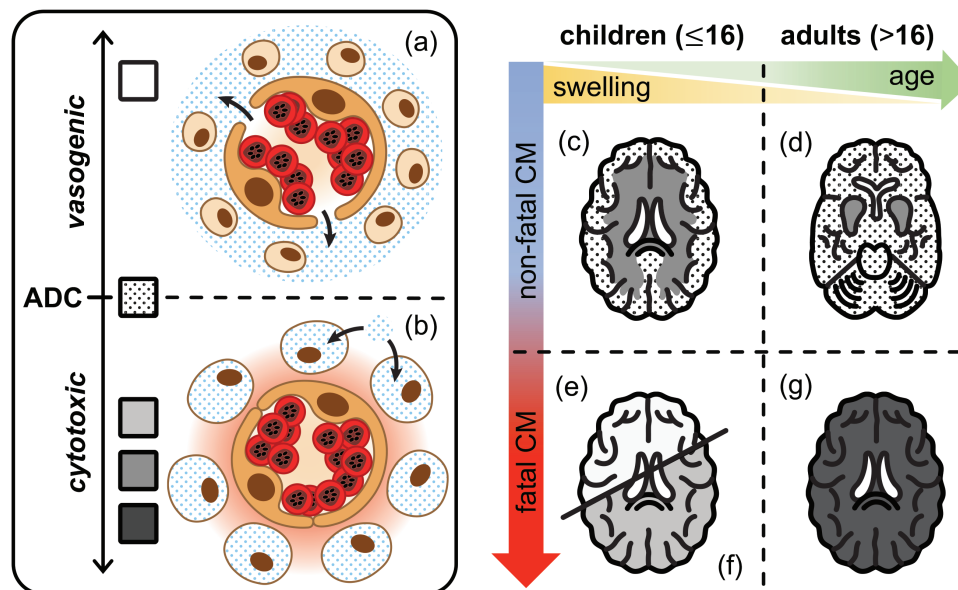 vasogenic
ADC
cytotoxic
(a)
(b)
children (≤16)
adults (>16)
age
swelling
non-fatal CM
fatal CM
(c)
(d)
(e)
(g)
(f)